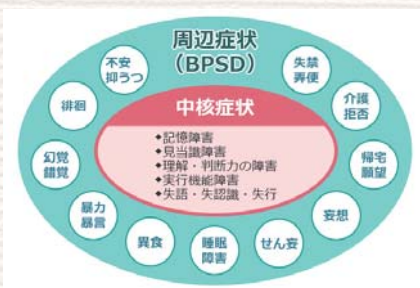 周辺症状
（BPSD）
不安
抑うつ
失禁
弄便
徘徊
介護
拒否
中核症状
◆記憶障害
◆見当識障害
◆理解・判断力の障害
◆実行機能障害
◆失語・失認識・失行
幻覚
錯覚
帰宅
願望
暴力
暴言
妄想
異食
睡眠
障害
せん妄